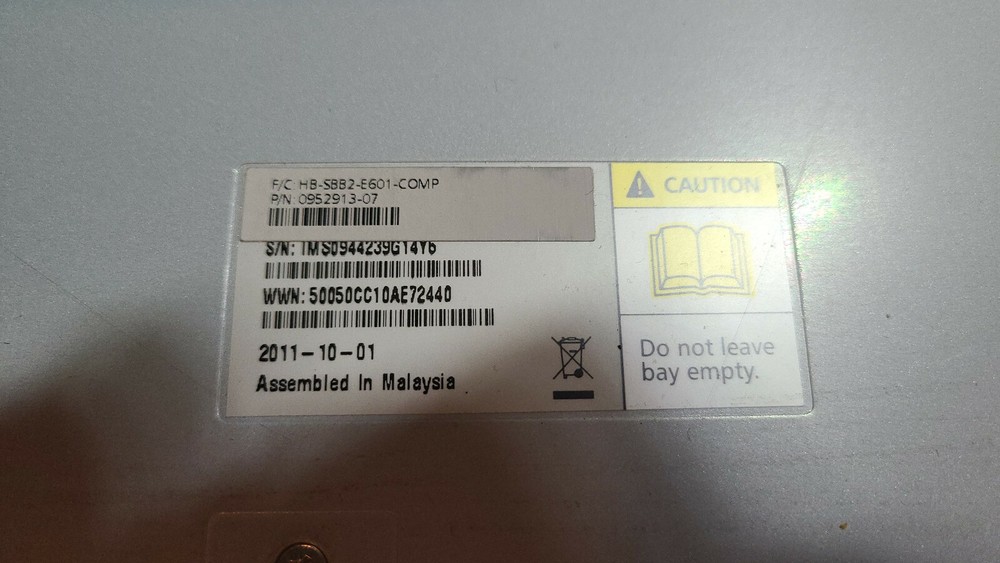 F/C: HB-SBB2-E601-COMP
P/N: 0952913-07
S/N: IMS0944239G14Y6
WWN: 50050CC10AE72440
2011-10-01
Assembled In Malaysia
CAUTION
Do not leave
bay empty.